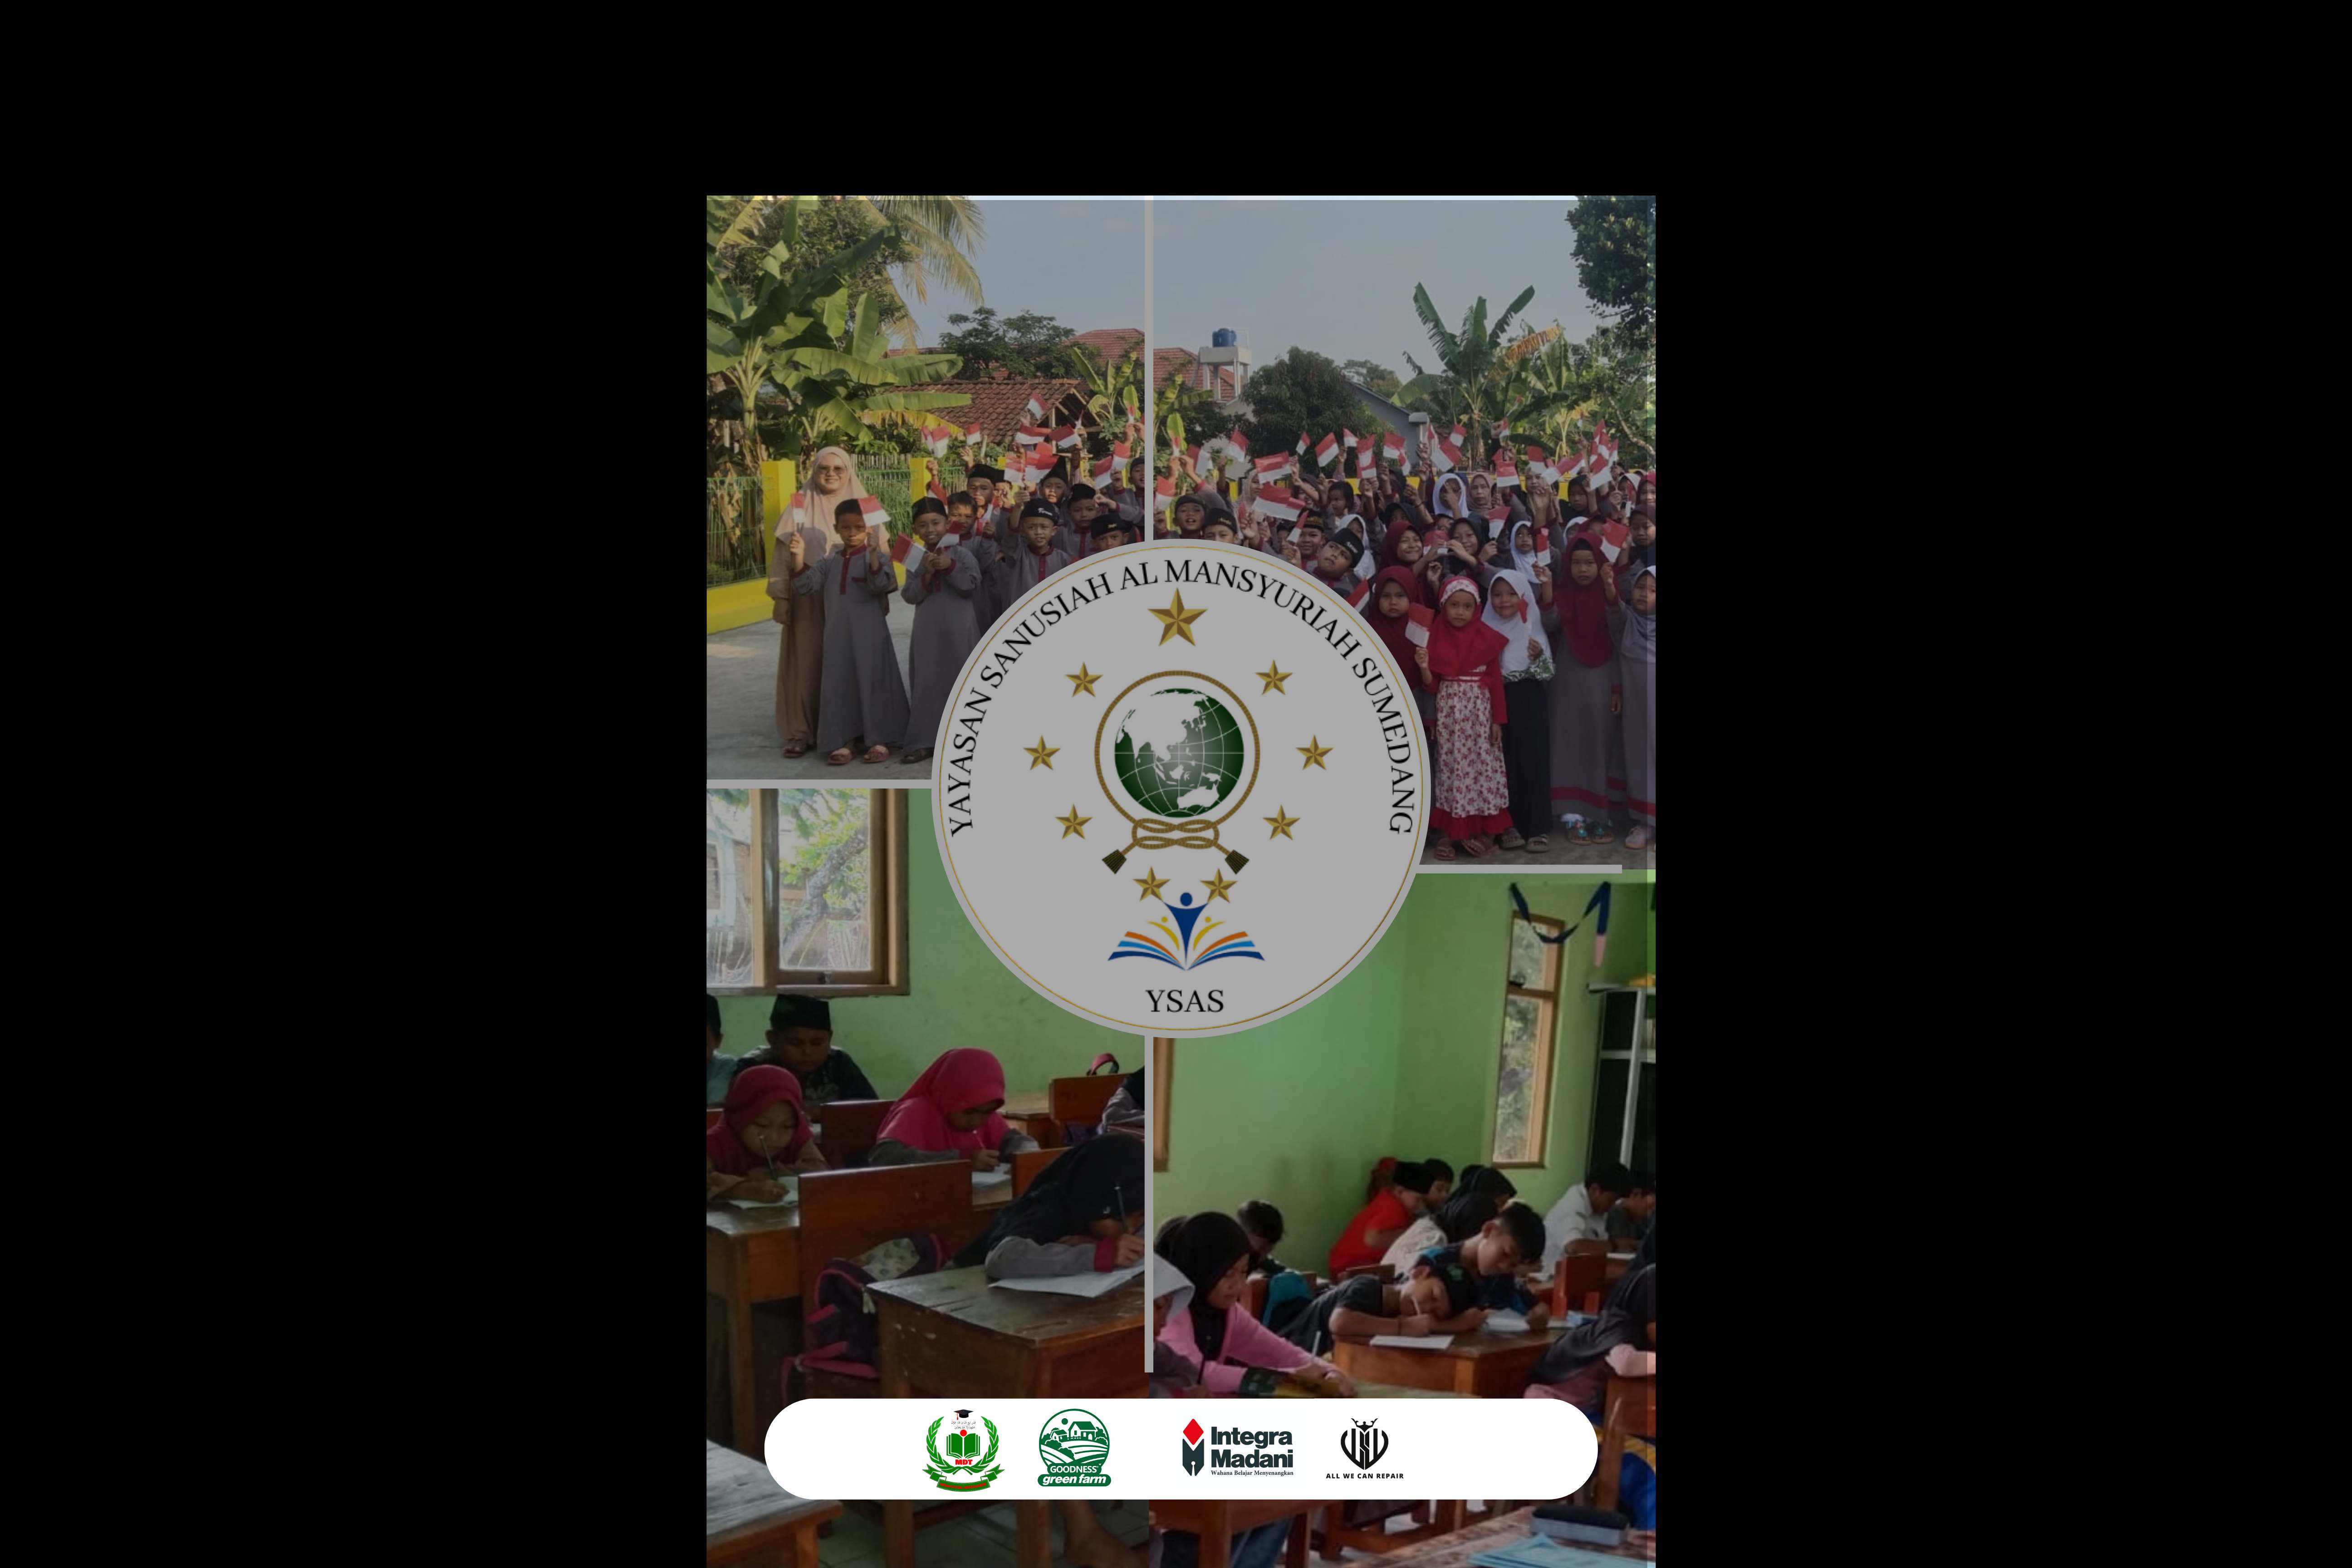 YAYASAN SANUSIAH AL MANSYURIAH SUMEDANG
YSAS
MDT
GOODNESS
green farm
Integra
Madani
Wahana Belajar Menyenangkan
ALL WE CAN REPAIR